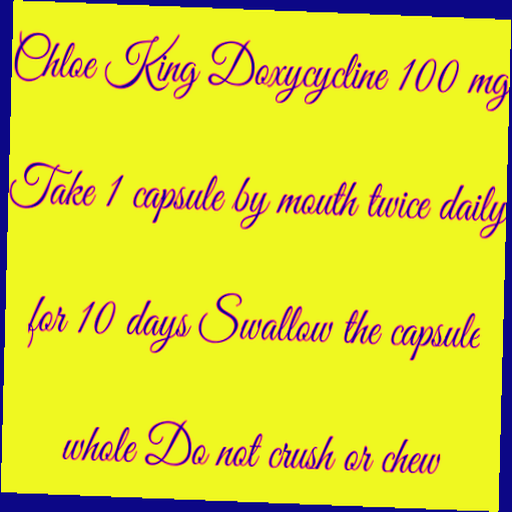 Chloe King Doxycycline 100 mg
Take 1 capsule by mouth twice daily
for 10 days Swallow the capsule
whole Do not crush or chew